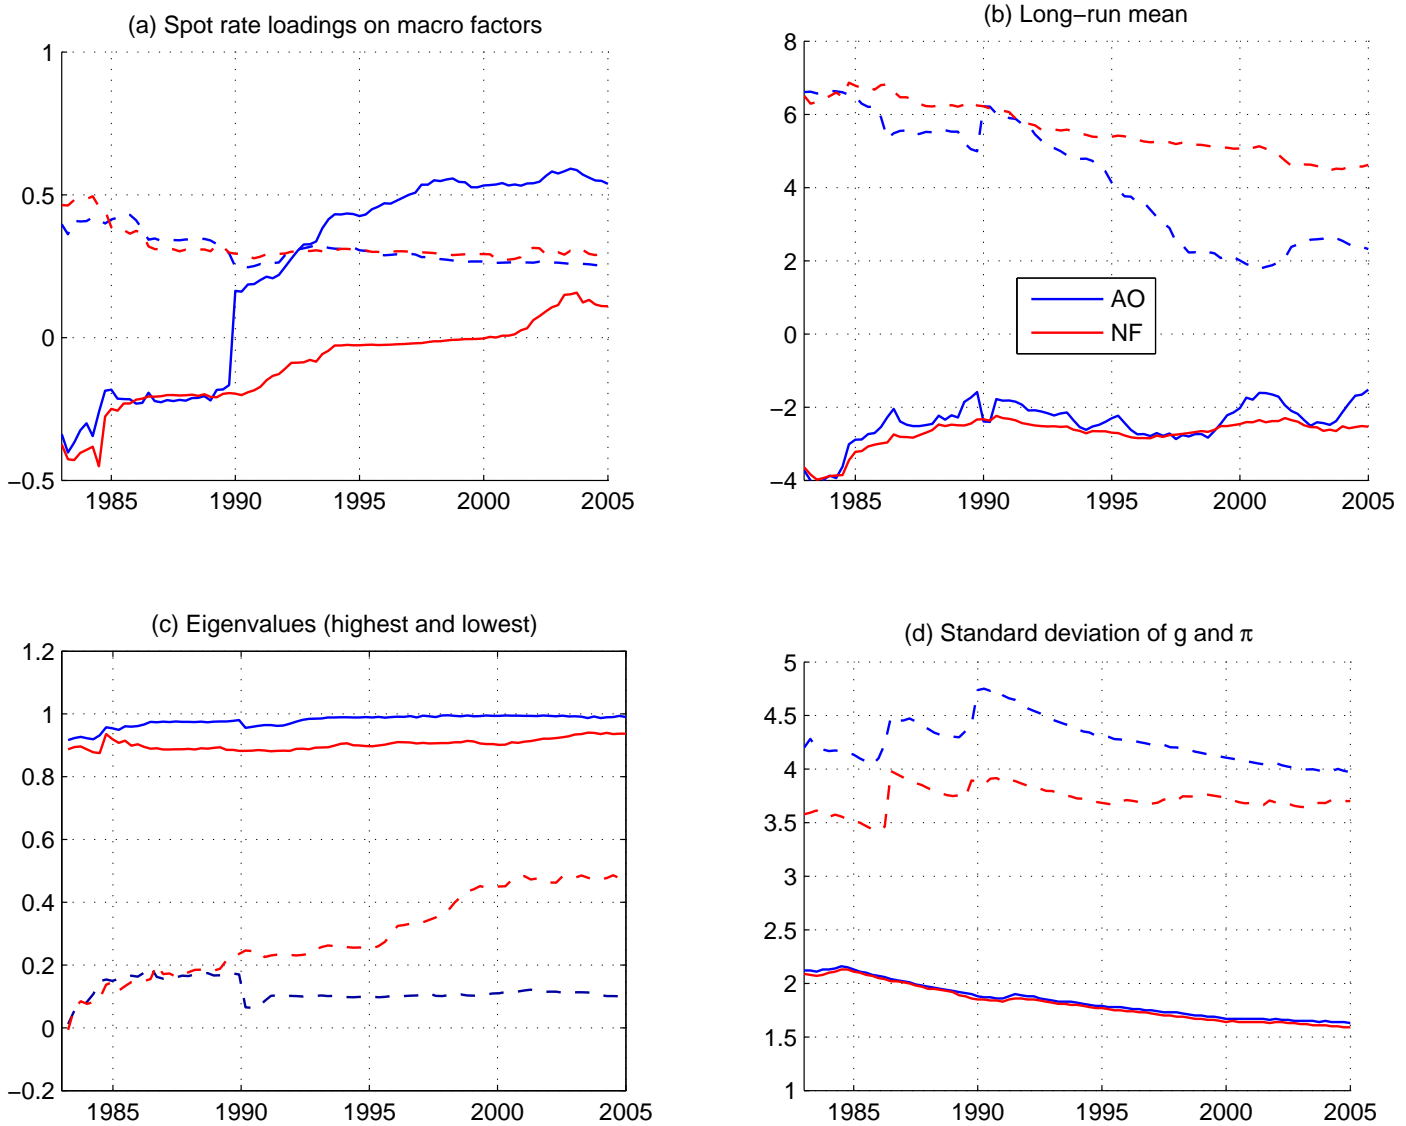 (a) Spot rate loadings on macro factors
1
0.5
0
−0.5
1985 1990 1995 2000 2005
(b) Long−run mean
8
6
4
2
0
−2
−4
AO
NF
1985 1990 1995 2000 2005
(c) Eigenvalues (highest and lowest)
1.2
1
0.8
0.6
0.4
0.2
0
−0.2
1985 1990 1995 2000 2005
(d) Standard deviation of g and π
5
4.5
4
3.5
3
2.5
2
1.5
1
1985 1990 1995 2000 2005